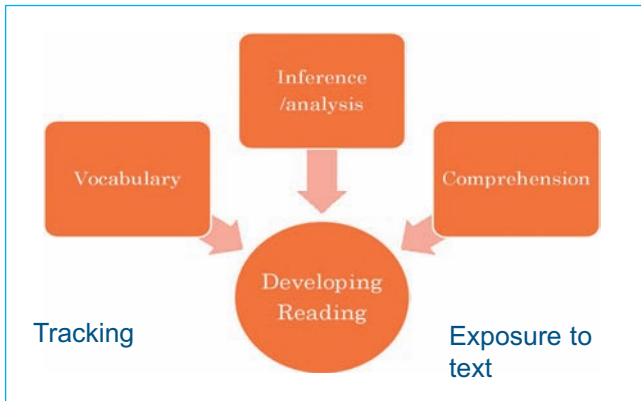 Inference
/analysis
Vocabulary
Comprehension
Developing
Reading
Tracking
Exposure to
text